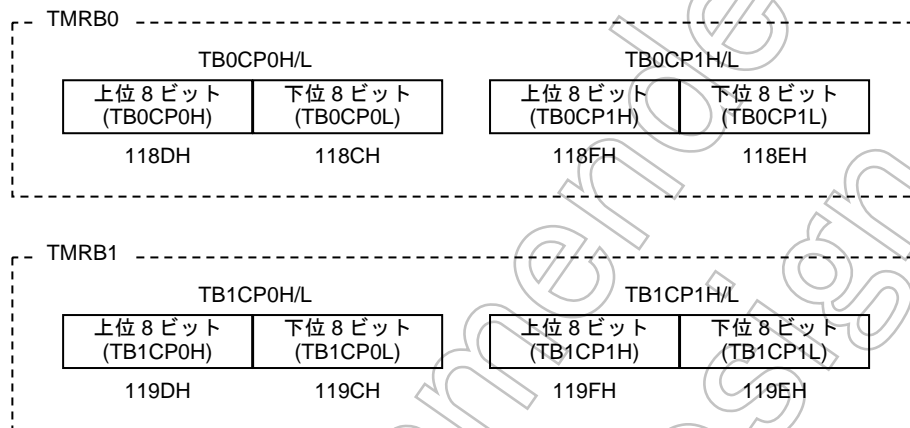 TMRB0
TB0CP0H/L TB0CP1H/L
上位 8 ビット 下位 8 ビット 上位 8 ビット 下位 8 ビット
(TB0CP0H) (TB0CP0L) (TB0CP1H) (TB0CP1L)
118DH 118CH 118FH 118EH
TMRB1
TB1CP0H/L TB1CP1H/L
上位 8 ビット 下位 8 ビット 上位 8 ビット 下位 8 ビット
(TB1CP0H) (TB1CP0L) (TB1CP1H) (TB1CP1L)
119DH 119CH 119FH 119EH